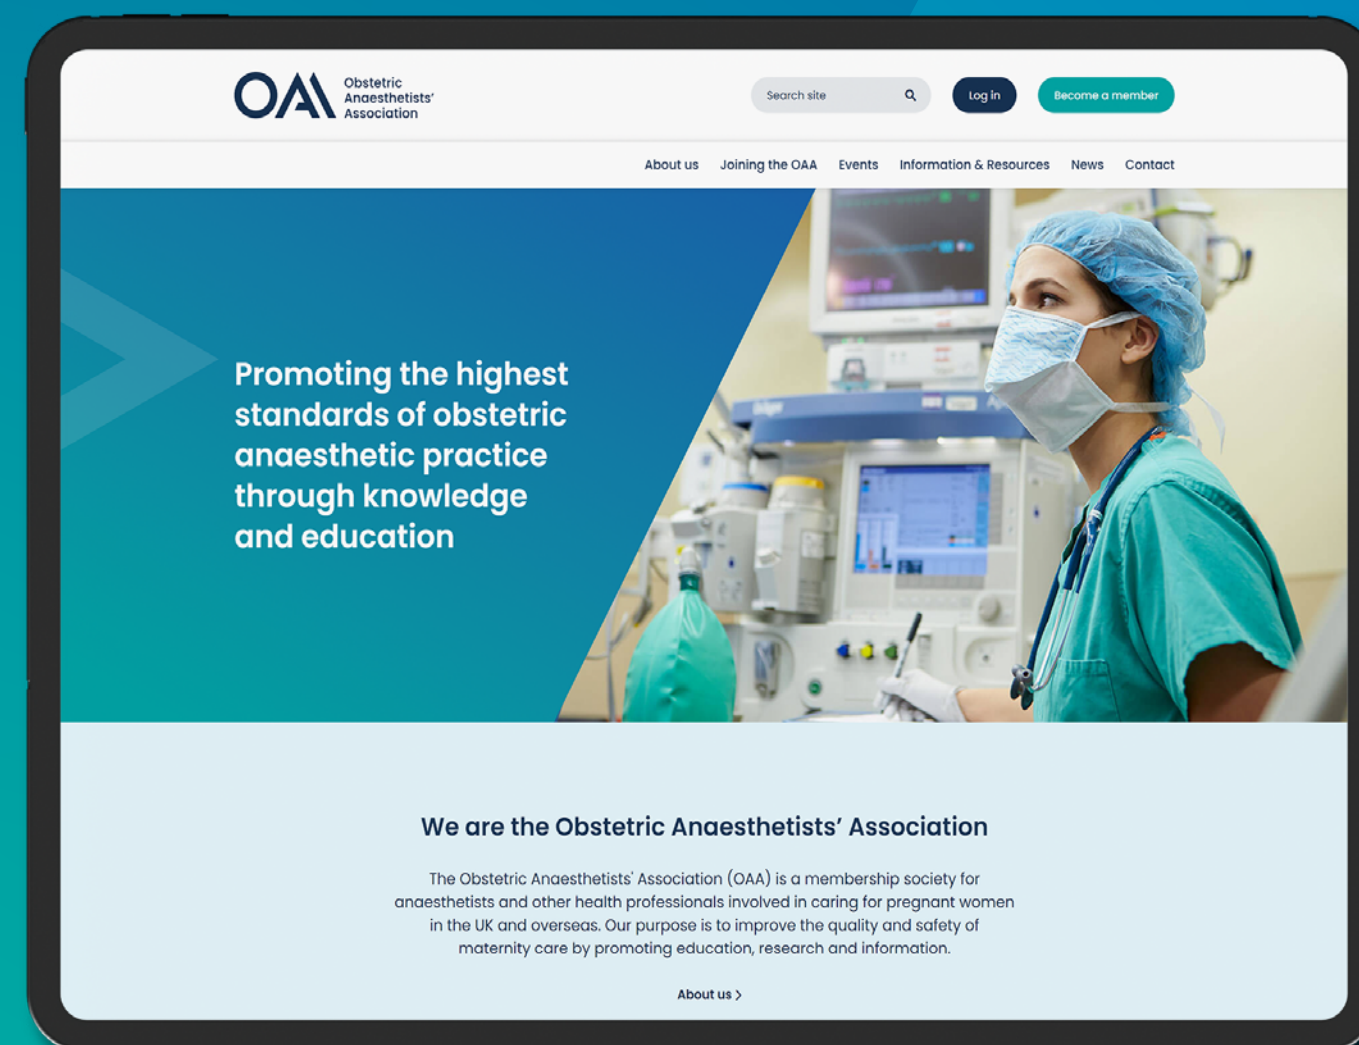 OAA
Obstetric
Anaesthetists'
Association
Search site
Log in
Become a member
About us
Joining the OAA
Events
Information & Resources
News
Contact
Promoting the highest
standards of obstetric
anaesthetic practice
through knowledge
and education
Dräger
We are the Obstetric Anaesthetists' Association
The Obstetric Anaesthetists' Association (OAA) is a membership society for
anaesthetists and other health professionals involved in caring for pregnant women
in the UK and overseas. Our purpose is to improve the quality and safety of
maternity care by promoting education, research and information.
About us >